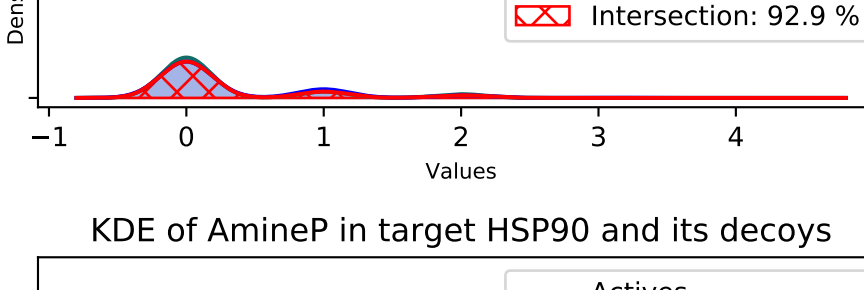 Intersection: 92.9 %
−1 0 1 2 3 4
Values
KDE of AmineP in target HSP90 and its decoys
Actives